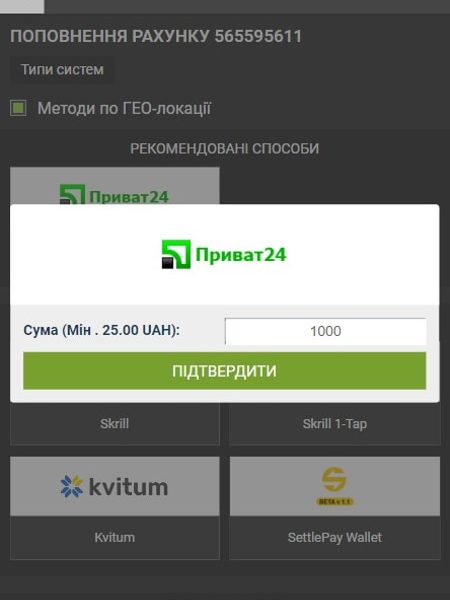 ПОПОВНЕННЯ РАХУНКУ 565595611
Типи систем
Методи по ГЕО-локації
РЕКОМЕНДОВАНІ СПОСОБИ
Приват24
Приват24
Сума (Мін . 25.00 UAH):
1000
ПІДТВЕРДИТИ
Skrill
Skrill 1-Tap
kvitum
BETA v 1.1
Kvitum
SettlePay Wallet